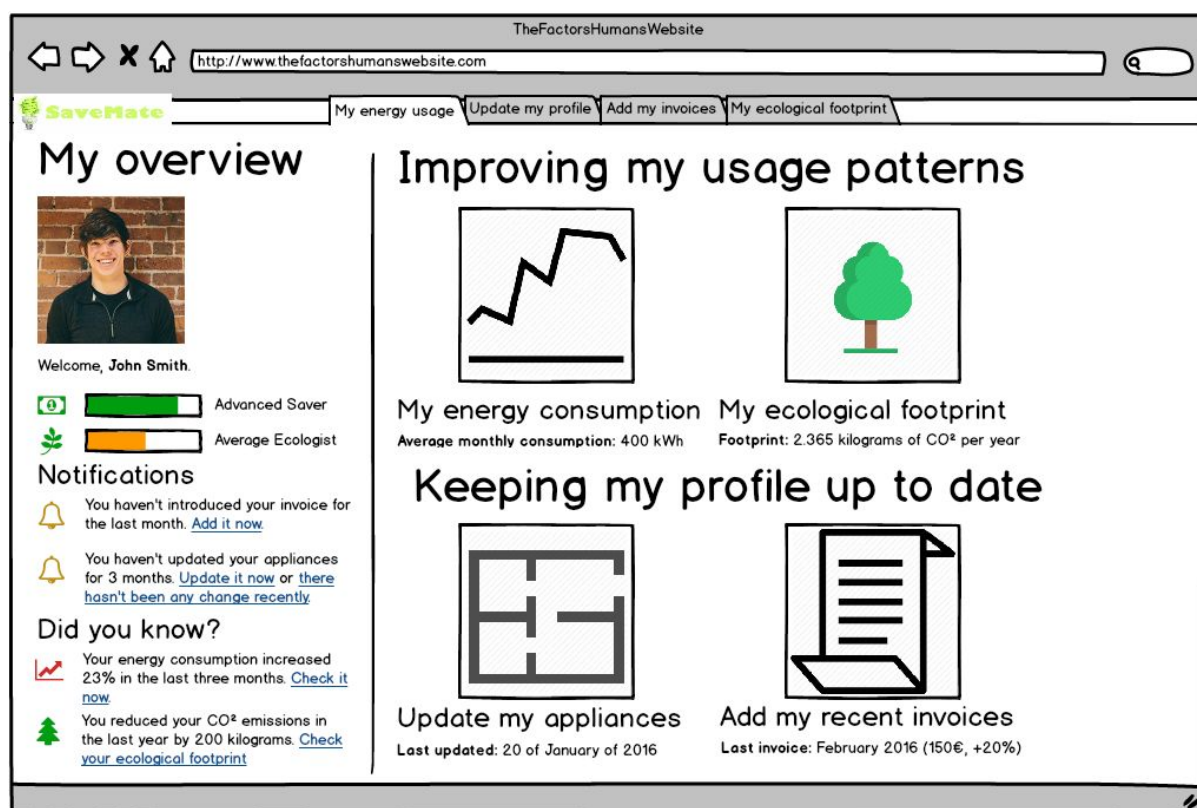 TheFactorsHumansWebsite
http://www.thefactorshumanswebsite.com
SaveMate
My energy usage
Update my profile
Add my invoices
My ecological footprint
My overview
Welcome, John Smith.
Advanced Saver
Average Ecologist
Notifications
You haven't introduced your invoice for
the last month. Add it now.
You haven't updated your appliances
for 3 months. Update it now or there
hasn't been any change recently.
Did you know?
Your energy consumption increased
23% in the last three months. Check it
now.
You reduced your CO² emissions in
the last year by 200 kilograms. Check
your ecological footprint
Improving my usage patterns
My energy consumption
Average monthly consumption: 400 kWh
My ecological footprint
Footprint: 2.365 kilograms of CO² per year
Keeping my profile up to date
Update my appliances
Last updated: 20 of January of 2016
Add my recent invoices
Last invoice: February 2016 (150€, +20%)